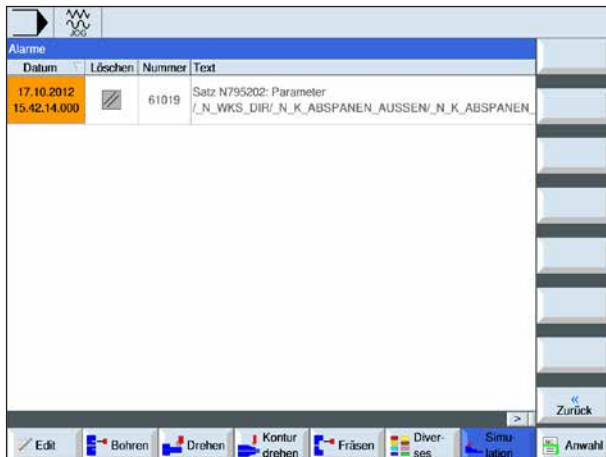 JOG
Alarme
Datum Löschen Nummer Text
17.10.2012
15.42.14.000
61019
Satz N795202: Parameter
/_N_WKS_DIR/_N_K_ABSPANEN_AUSSEN/_N_K_ABSPANEN_
>
«
Zurück
Edit
Bohren
Drehen
Kontur
drehen
Fräsen
Diver-
ses
Simu-
lation
Anwahl